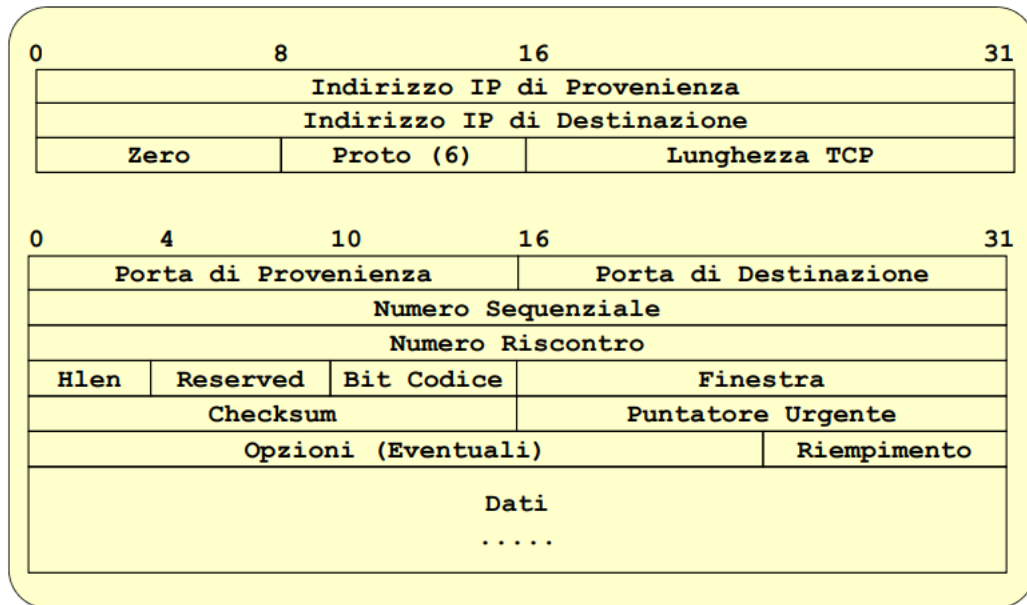 0 8 16 31
Indirizzo IP di Provenienza
Indirizzo IP di Destinazione
Zero Proto (6) Lunghezza TCP
0 4 10 16 31
Porta di Provenienza Porta di Destinazione
Numero Sequenziale
Numero Riscontro
Hlen Reserved Bit Codice Finestra
Checksum Puntatore Urgente
Opzioni (Eventuali) Riempimento
Dati
.....